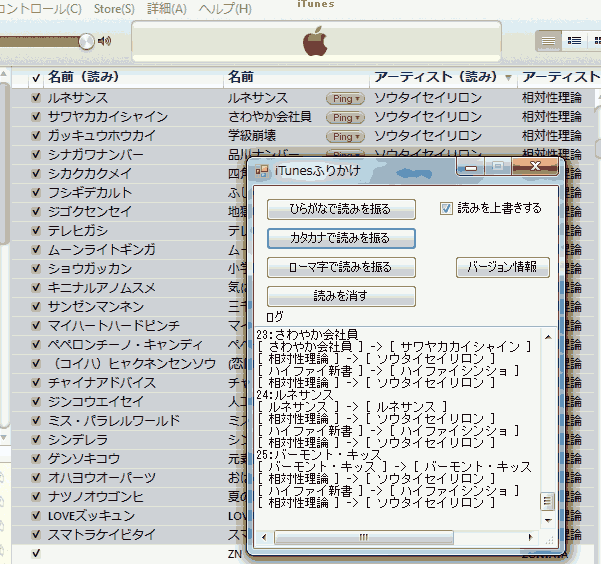 コントロール(C) Store(S) 詳細(A) ヘルプ(H) iTunes
名前（読み） 名前 アーティスト（読み） アーティスト
ルネサンス ルネサンス Ping ソウタイセイリロン 相対性理論
サワヤカカイシャイン さわやか会社員 Ping ソウタイセイリロン 相対性理論
ガッキュウホウカイ 学級崩壊 Ping ソウタイセイリロン 相対性理論
シナガワナンバー 品川ナンバー Ping ソウタイセイリロン 相対性理論
シカクカクメイ 四角
フシギデカルト ふし
ジゴクセンセイ 地獄
テレヒガシ テレ
ムーンライトギンガ ムー
ショウガッカン 小学
キニナルアノムスメ 気に
サンゼンマンネン 三千
マイハートハードピンチ マイ
ペペロンチーノ・キャンディ ペペ
（コイハ）ヒャクネンセンソウ (恋
チャイナアドバイス チャ
ジンコウエイセイ 人工
ミス・パラレルワールド ミス
シンデレラ シン
ゲンソキコウ 元素
オハヨウオーパーツ おは
ナツノオウゴンヒ 夏の
LOVEズッキュン LOV
スマトラケイビタイ スマ
ZN
iTunesふりかけ
ひらがなで読みを振る 読みを上書きする
カタカナで読みを振る
ローマ字で読みを振る バージョン情報
読みを消す
ログ
23:さわやか会社員
[ さわやか会社員 ] -> [ サワヤカカイシャイン ]
[ 相対性理論 ] -> [ ソウタイセイリロン ]
[ ハイファイ新書 ] -> [ ハイファイシンショ ]
[ 相対性理論 ] -> [ ソウタイセイリロン ]
24:ルネサンス
[ ルネサンス ] -> [ ルネサンス ]
[ 相対性理論 ] -> [ ソウタイセイリロン ]
[ ハイファイ新書 ] -> [ ハイファイシンショ ]
[ 相対性理論 ] -> [ ソウタイセイリロン ]
25:バーモント・キッス
[ バーモント・キッス ] -> [ バーモント・キッス
[ 相対性理論 ] -> [ ソウタイセイリロン ]
[ ハイファイ新書 ] -> [ ハイファイシンショ ]
[ 相対性理論 ] -> [ ソウタイセイリロン ]